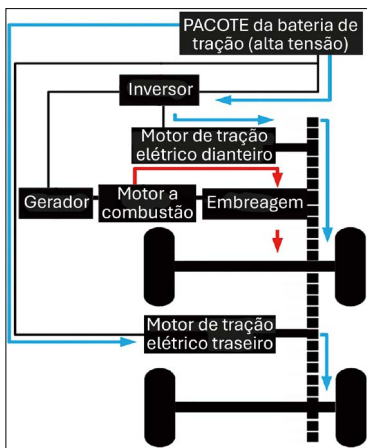 PACOTE da bateria de
tração (alta tensão)
Inversor
Motor de tração
elétrico dianteiro
Gerador
Motor a
combustão
Embreagem
Motor de tração
elétrico traseiro